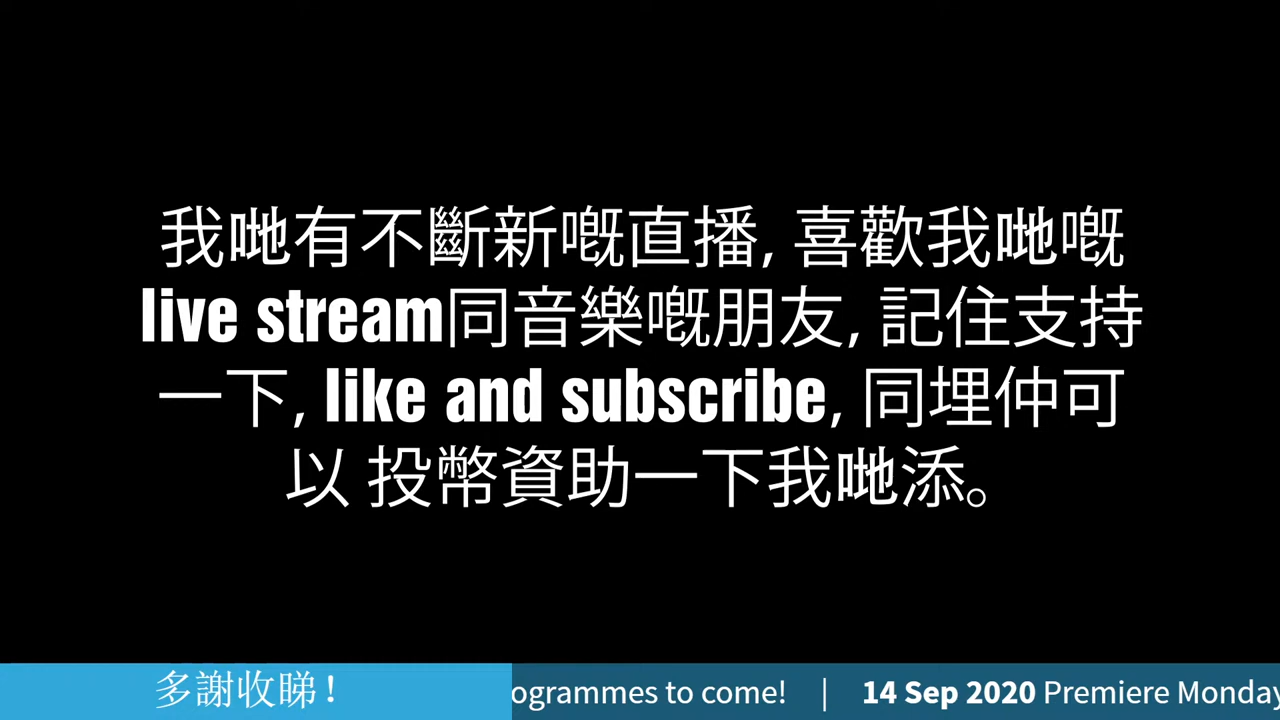 我哋有不斷新嘅直播, 喜歡我哋嘅
live stream同音樂嘅朋友, 記住支持
一下, like and subscribe, 同埋仲可
以 投幣資助一下我哋添。
多謝收睇!
ogrammes to come! | 14 Sep 2020 Premiere Monday